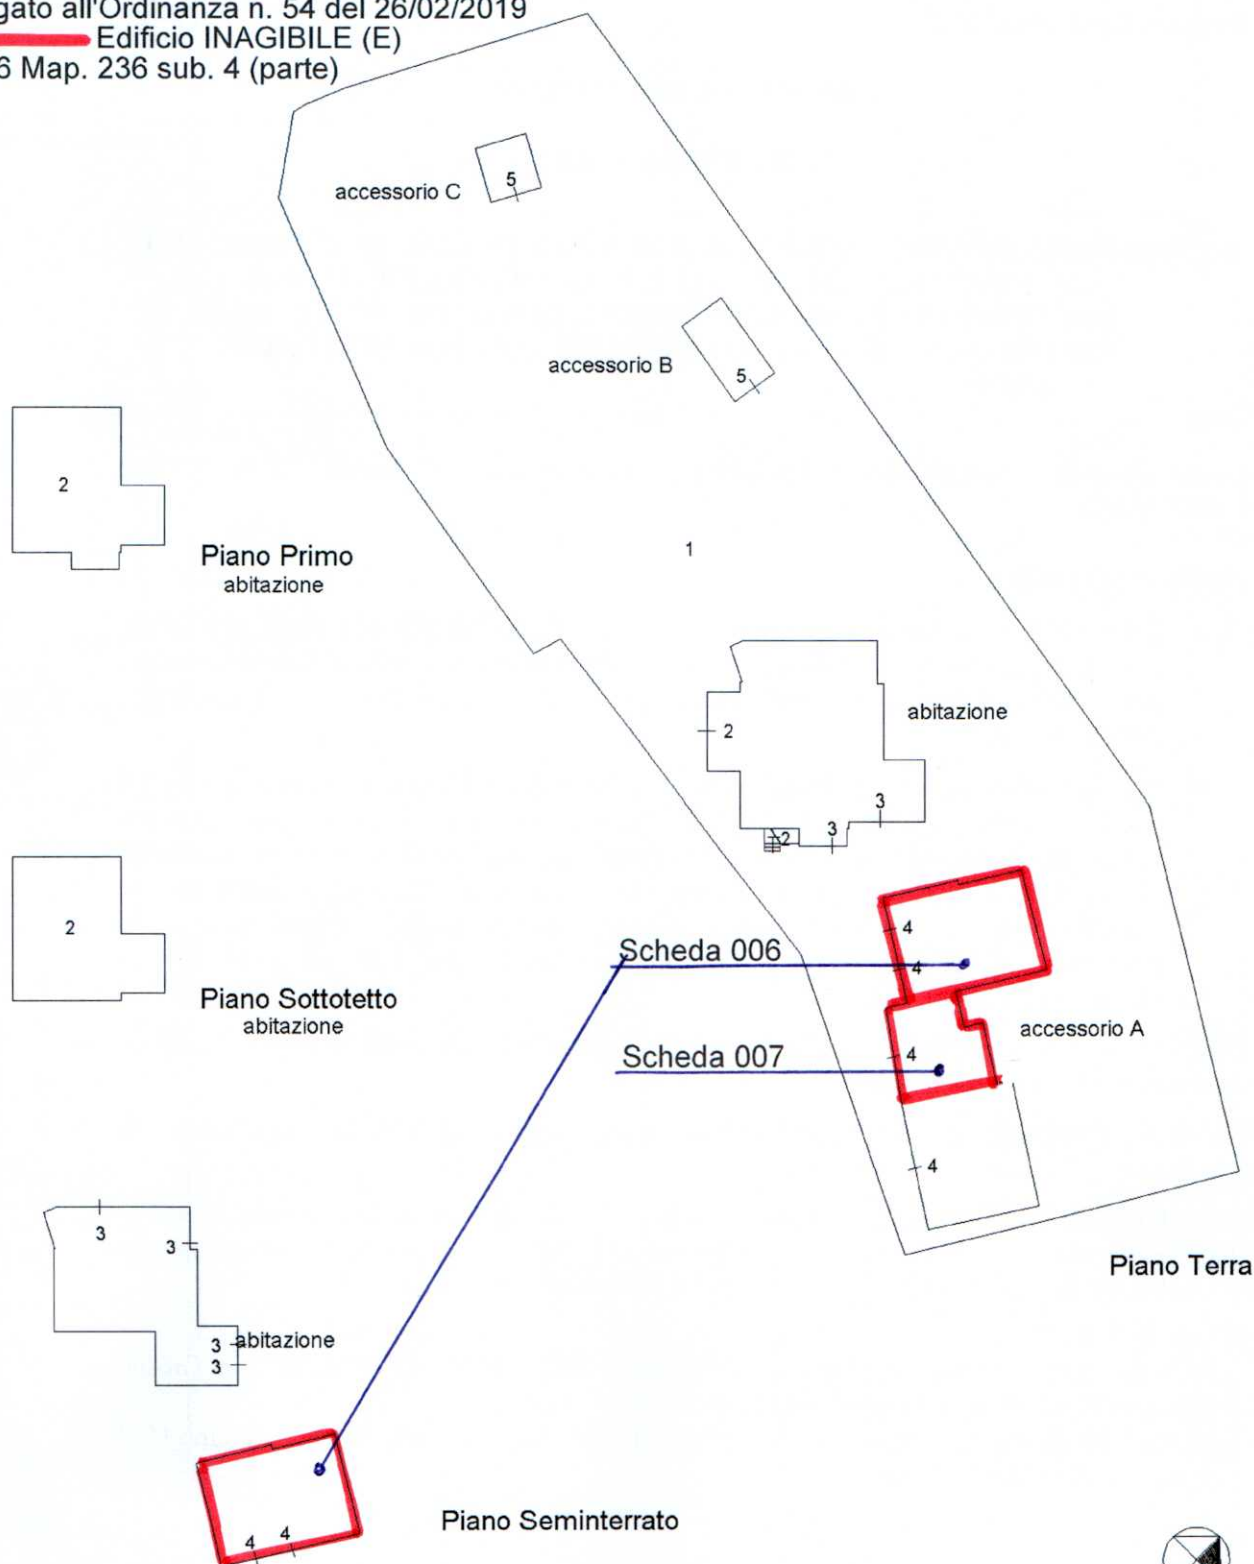 gato all'Ordinanza n. 54 del 26/02/2019
Edificio INAGIBILE (E)
6 Map. 236 sub. 4 (parte)
accessorio C
5
accessorio B
5
2
Piano Primo
abitazione
1
abitazione
2
3
3
2
2
Piano Sottotetto
abitazione
Scheda 006
4
4
accessorio A
Scheda 007
4
4
Piano Terra
3
3
abitazione
3
3
Piano Seminterrato
4
4